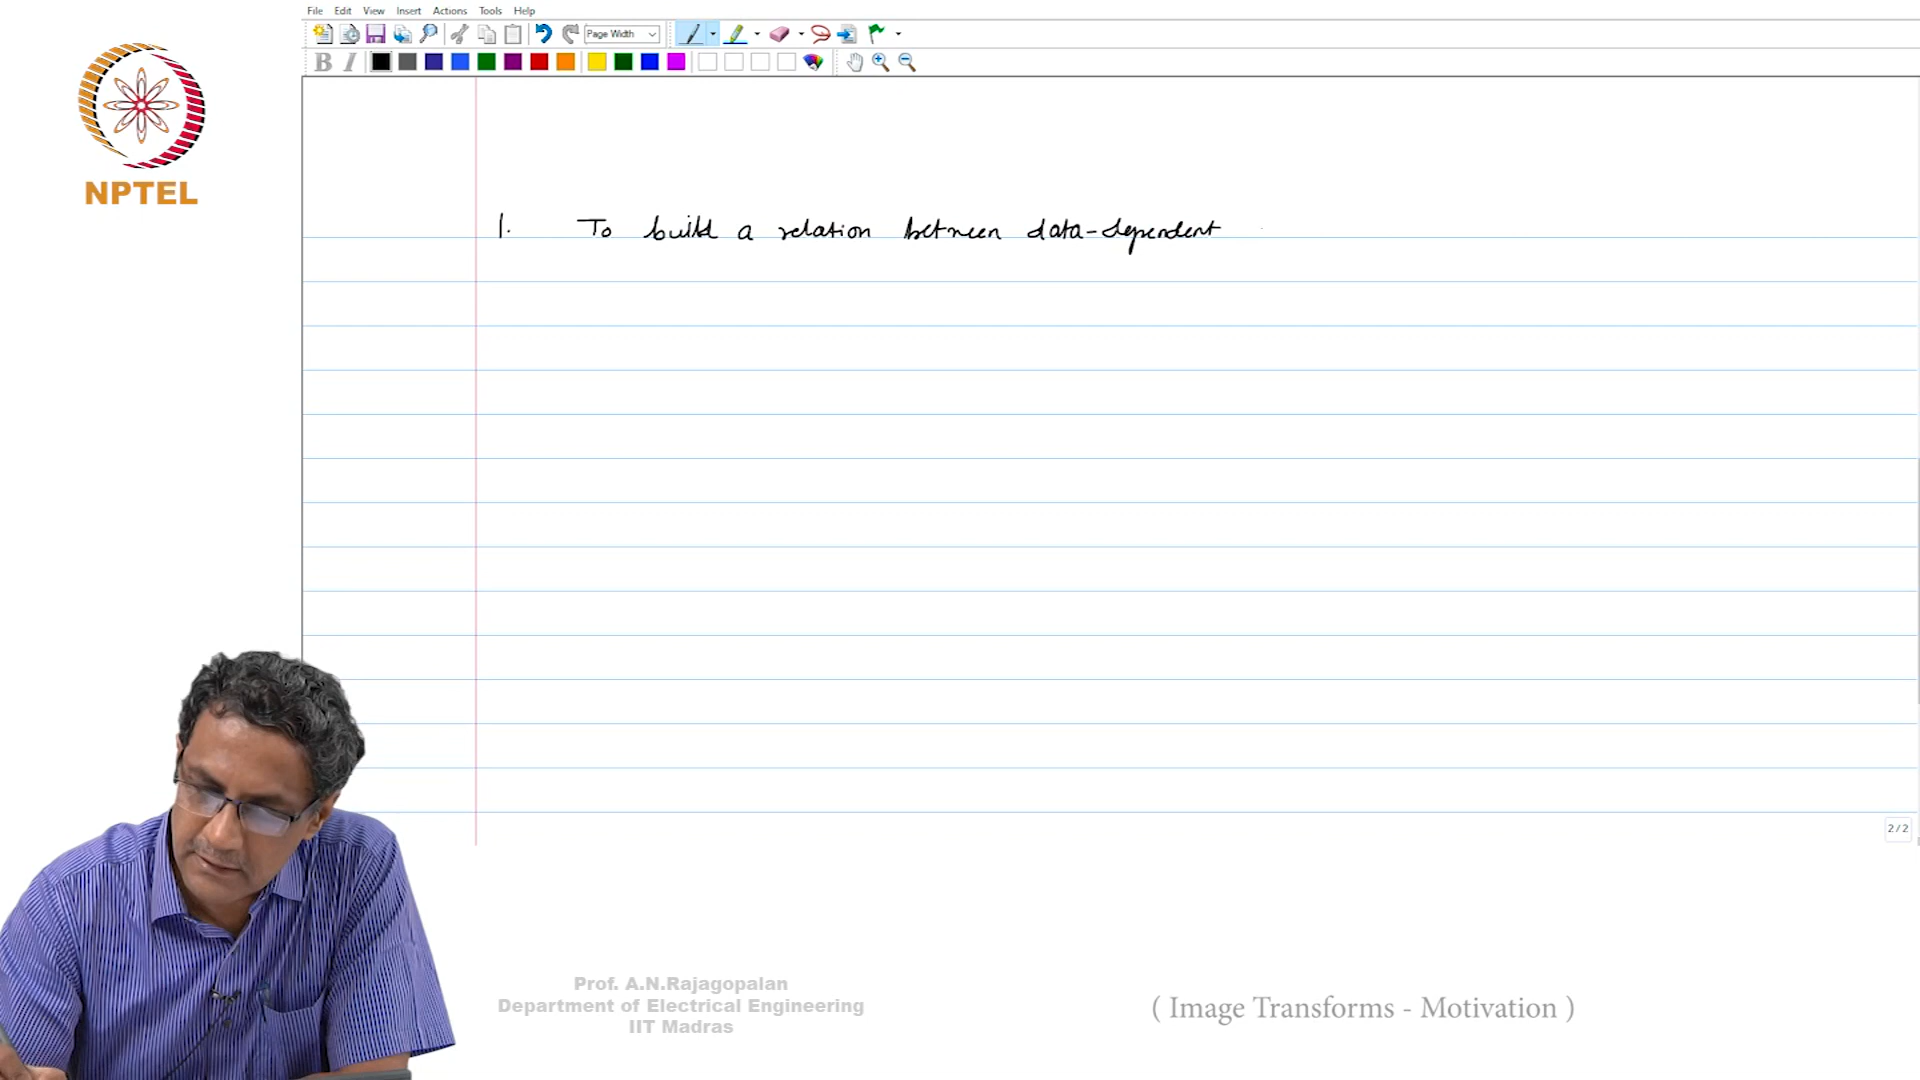 File Edit View Insert Actions Tools Help
Page Width
B I
NPTEL
1. To build a relation between data-dependent
2/2
Prof. A.N.Rajagopalan
Department of Electrical Engineering
IIT Madras
( Image Transforms - Motivation )